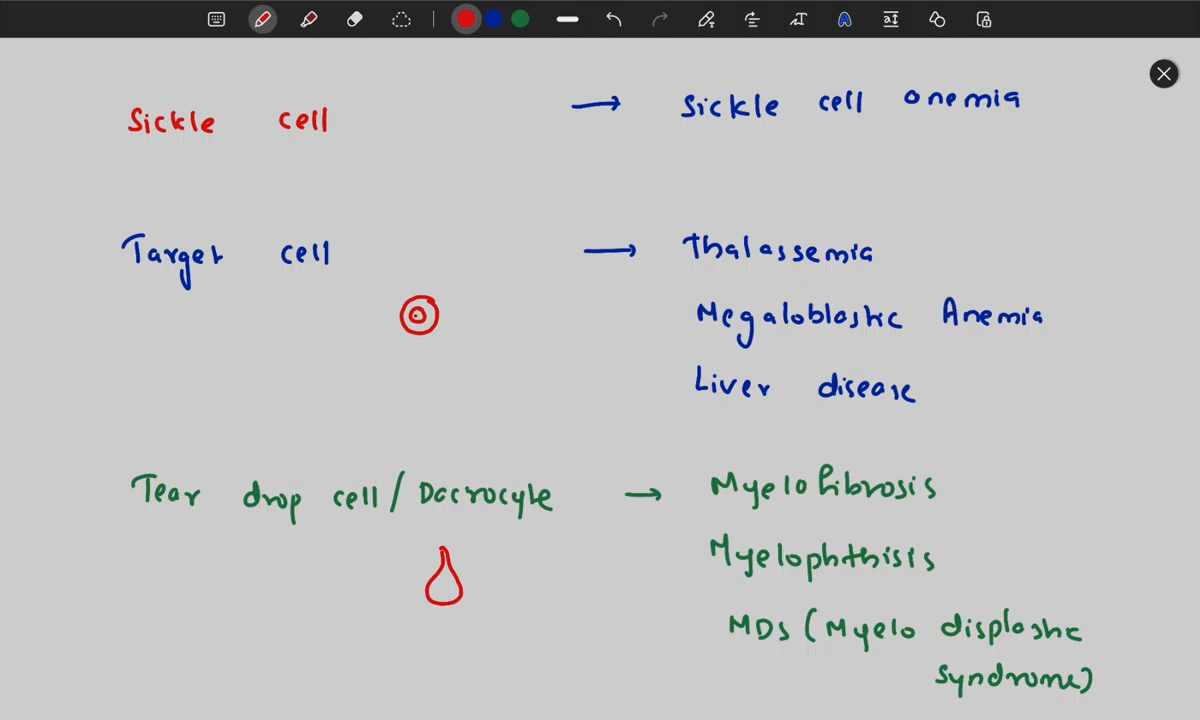 Sickle cell → Sickle cell anemia
Target cell → Thalassemia
Megaloblastic Anemia
Liver disease
Tear drop cell / Dacrocyte → Myelofibrosis
Myelophthisis
MDS (Myelo displastic
syndrome)